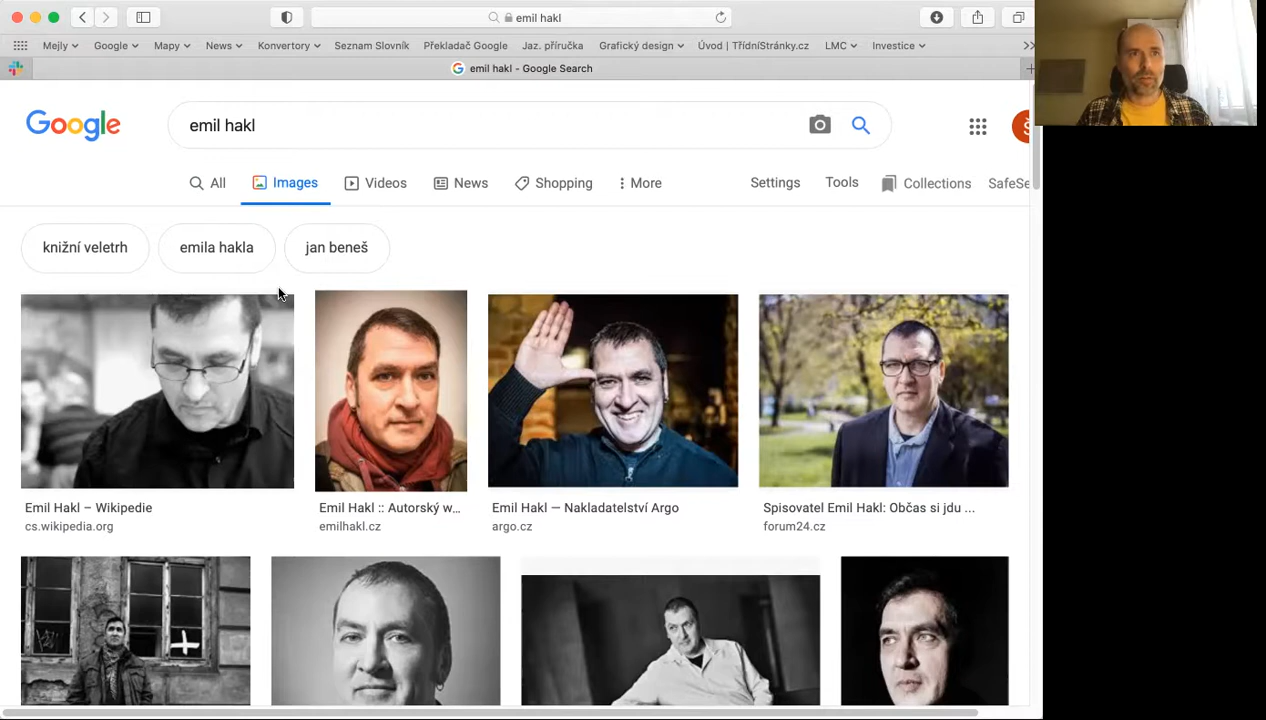 emil hakl
Mejly Google Mapy News Konvertory Seznam Slovník Překladač Google Jaz. příručka Grafický design Úvod | TřídníStránky.cz LMC Investice
emil hakl - Google Search
Google
emil hakl
Š
All Images Videos News Shopping More Settings Tools Collections SafeSe
knižní veletrh emila hakla jan beneš
Emil Hakl – Wikipedie
cs.wikipedia.org
Emil Hakl :: Autorský w...
emilhakl.cz
Emil Hakl — Nakladatelství Argo
argo.cz
Spisovatel Emil Hakl: Občas si jdu ...
forum24.cz